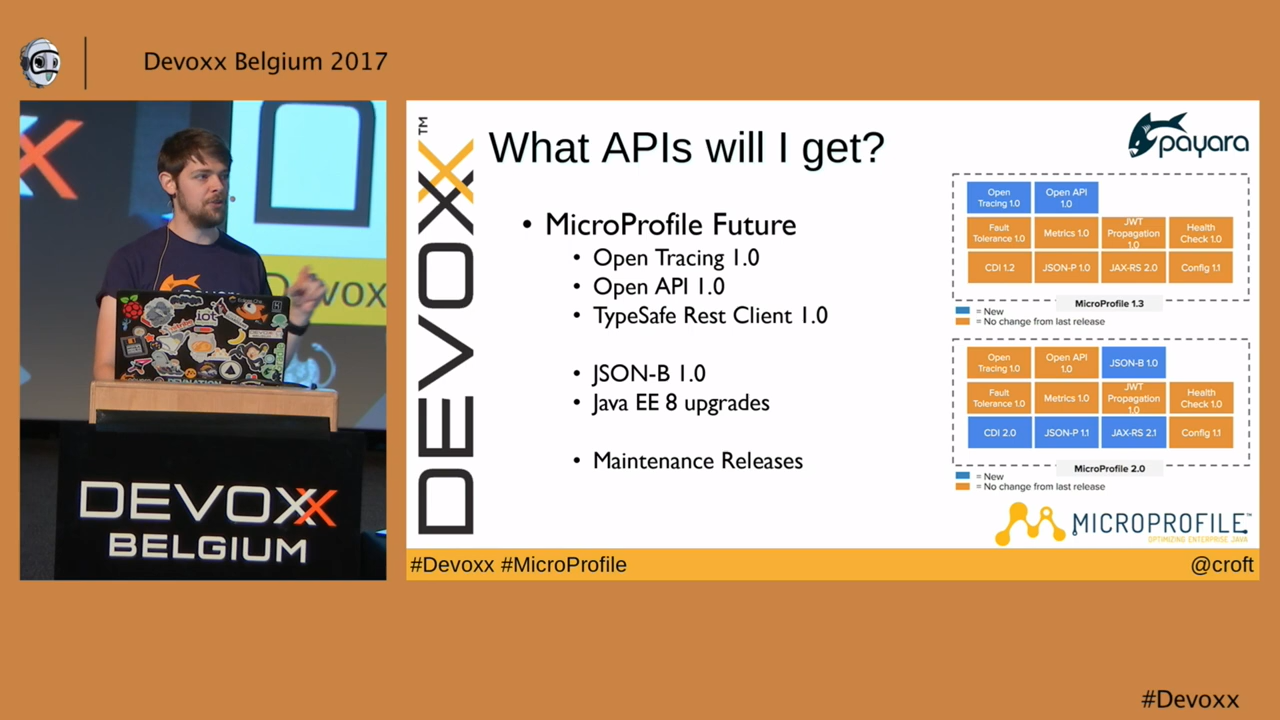 Devoxx Belgium 2017
DEVOXX™
What APIs will I get?
payara
• MicroProfile Future
• Open Tracing 1.0
• Open API 1.0
• TypeSafe Rest Client 1.0
• JSON-B 1.0
• Java EE 8 upgrades
• Maintenance Releases
Open Tracing 1.0
Open API 1.0
Fault Tolerance 1.0
Metrics 1.0
JWT Propagation 1.0
Health Check 1.0
CDI 1.2
JSON-P 1.0
JAX-RS 2.0
Config 1.1
MicroProfile 1.3
= New
= No change from last release
Open Tracing 1.0
Open API 1.0
JSON-B 1.0
Fault Tolerance 1.0
Metrics 1.0
JWT Propagation 1.0
Health Check 1.0
CDI 2.0
JSON-P 1.1
JAX-RS 2.1
Config 1.1
MicroProfile 2.0
= New
= No change from last release
MICROPROFILE™
OPTIMIZING ENTERPRISE JAVA
#Devoxx #MicroProfile
@croft
iot
DEVOXX
BELGIUM
#Devoxx